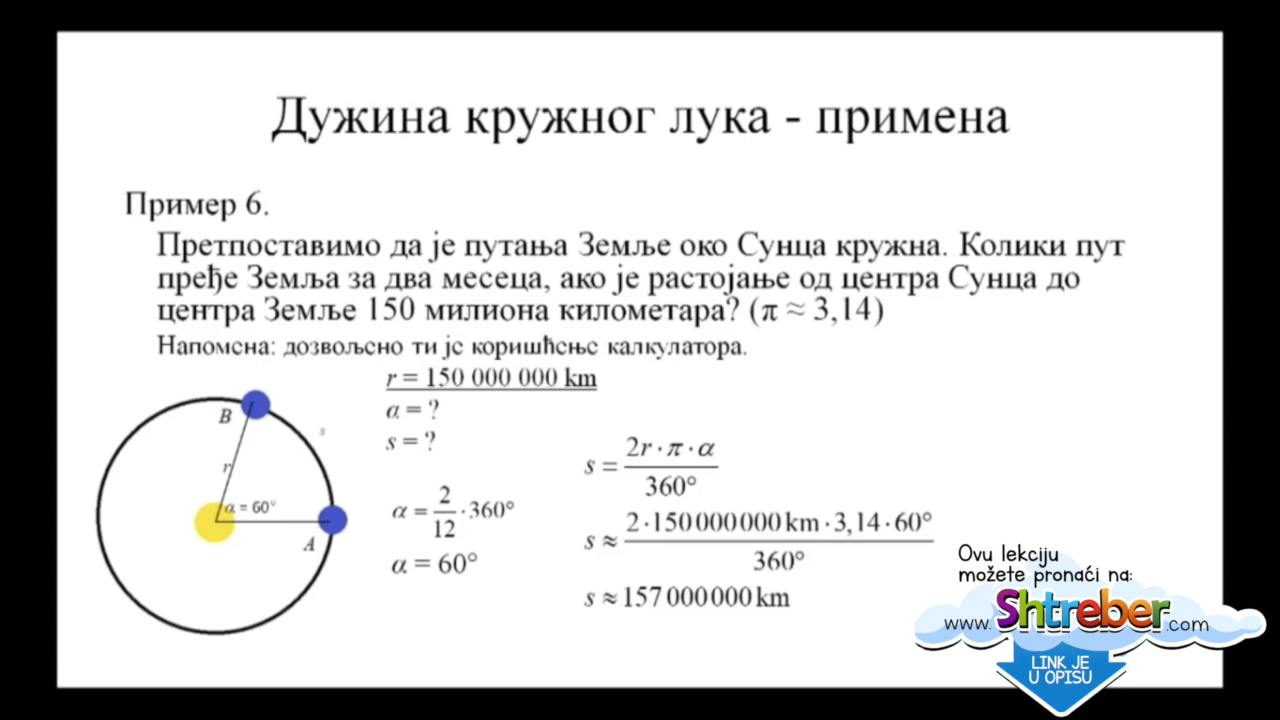 Дужина кружног лука - примена
Пример 6.
Претпоставимо да је путања Земље око Сунца кружна. Колики пут
пређе Земља за два месеца, ако је растојање од центра Сунца до
центра Земље 150 милиона километара? (π ≈ 3,14)
Напомена: дозвољено ти је коришћење калкулатора.
r = 150 000 000 km
α = ?
s = ?
α = 2/12 · 360°
α = 60°
s = 2r · π · α / 360°
s ≈ 2 · 150 000 000 km · 3,14 · 60° / 360°
s ≈ 157 000 000 km
B
s
r
α = 60°
A
Ovu lekciju
možete pronaći na:
www.Shtreber.com
LINK JE
U OPISU